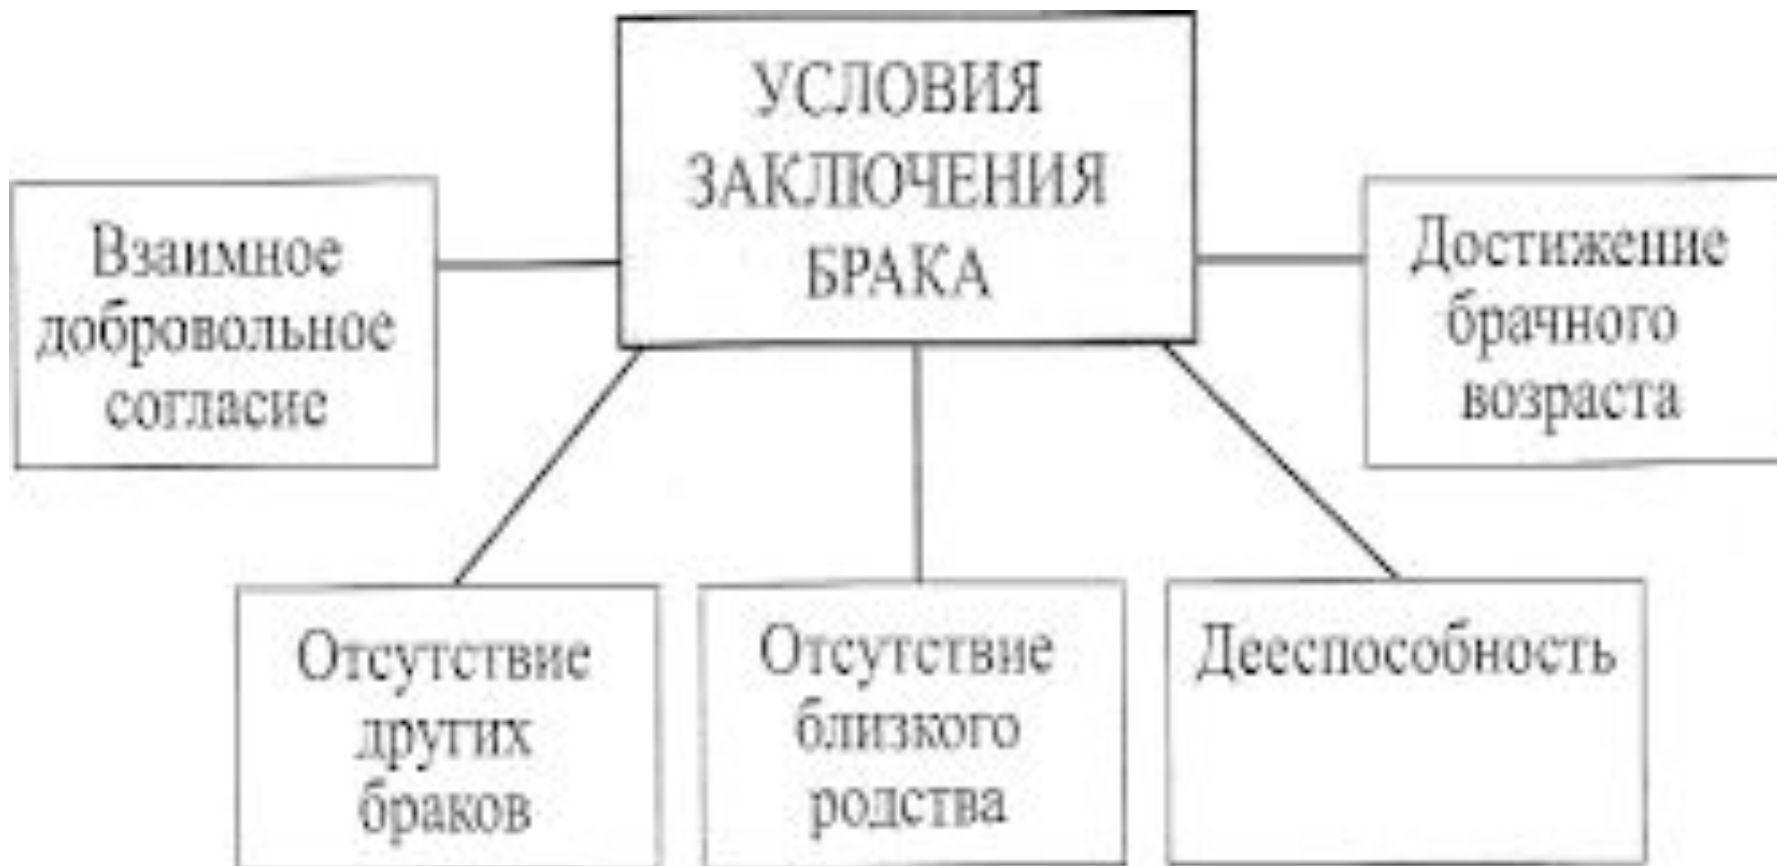 УСЛОВИЯ
ЗАКЛЮЧЕНИЯ
БРАКА
Взаимное
добровольное
согласие
Достижение
брачного
возраста
Отсутствие
других
браков
Отсутствие
близкого
родства
Дееспособность